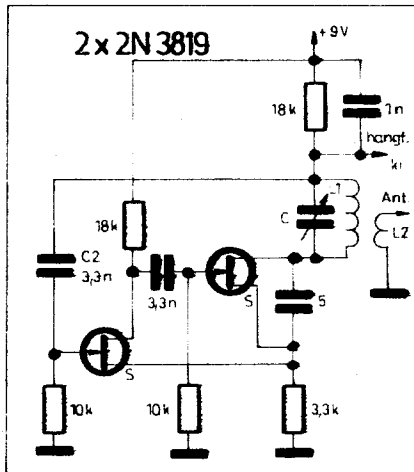 2 x 2N 3819
+9V
18k
1n
hangf.
ki
L1
Ant.
C
L2
18k
C2
3,3n
3,3n
S
5
S
10k
10k
3,3k